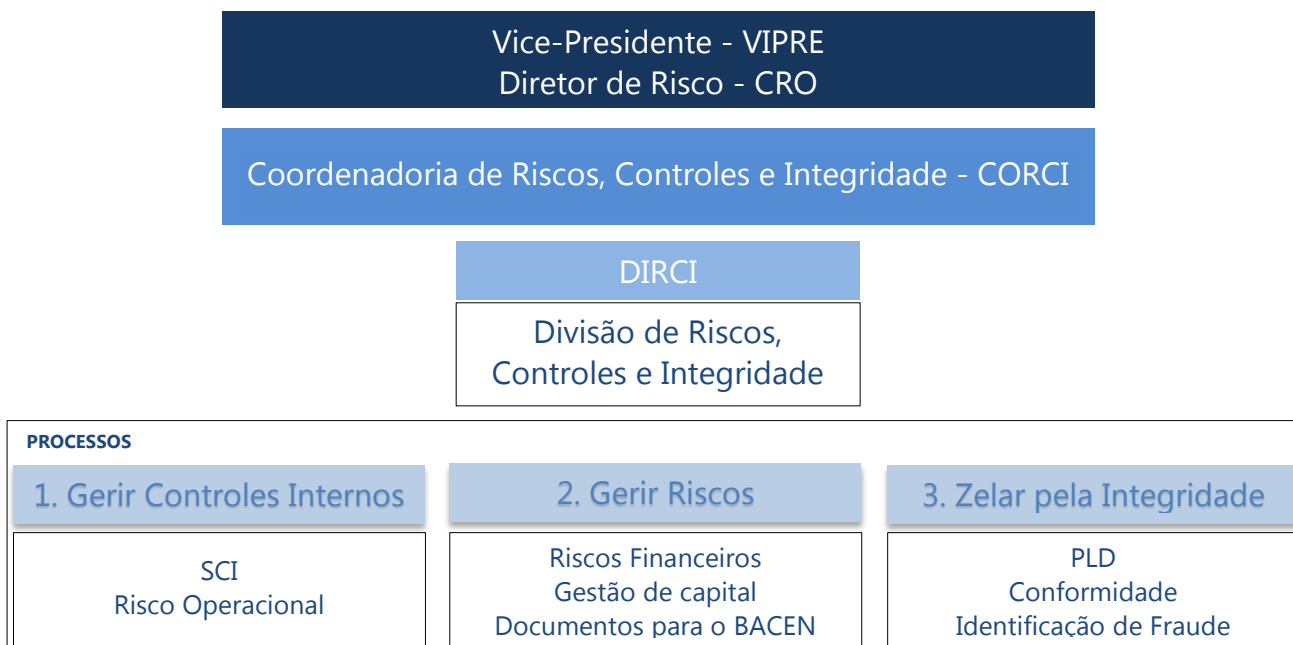 Vice-Presidente - VIPRE
Diretor de Risco - CRO
Coordenadoria de Riscos, Controles e Integridade - CORCI
DIRCI
Divisão de Riscos,
Controles e Integridade
PROCESSOS
1. Gerir Controles Internos
SCI
Risco Operacional
2. Gerir Riscos
Riscos Financeiros
Gestão de capital
Documentos para o BACEN
3. Zelar pela Integridade
PLD
Conformidade
Identificação de Fraude